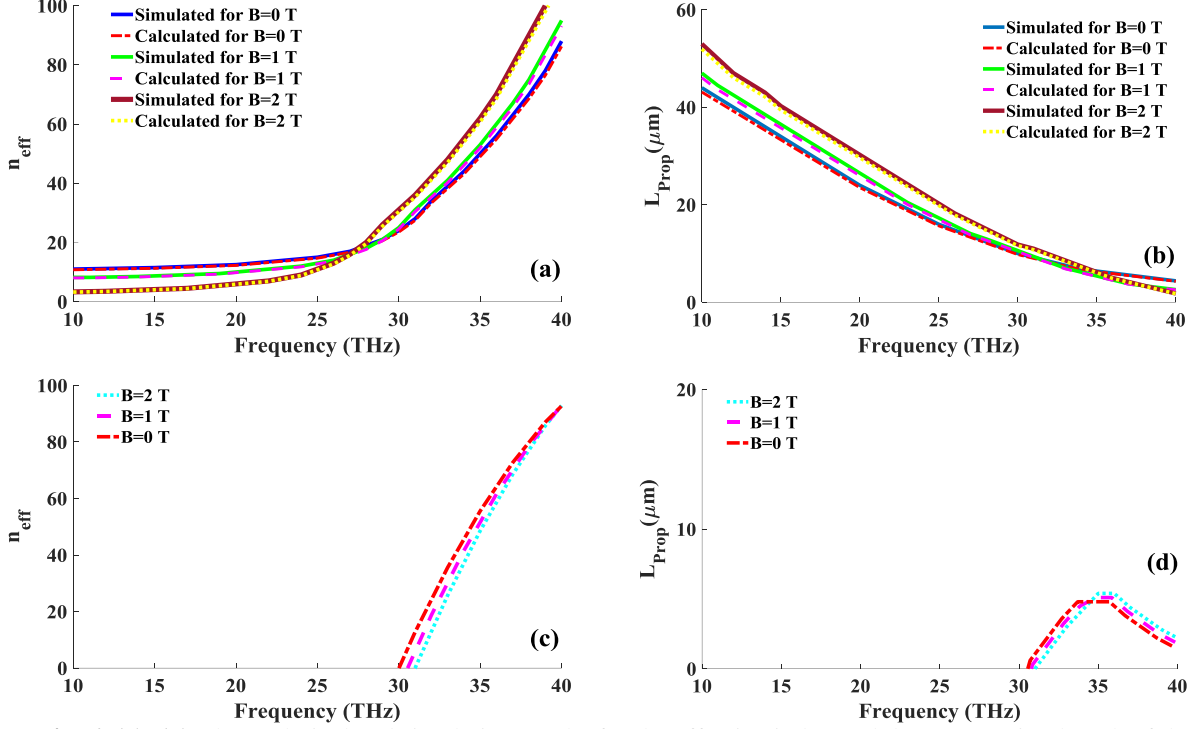 100
80
60
40
20
0
n_eff
Simulated for B=0 T
Calculated for B=0 T
Simulated for B=1 T
Calculated for B=1 T
Simulated for B=2 T
Calculated for B=2 T
(a)
10 15 20 25 30 35 40
Frequency (THz)
60
40
20
0
L_Prop(μm)
Simulated for B=0 T
Calculated for B=0 T
Simulated for B=1 T
Calculated for B=1 T
Simulated for B=2 T
Calculated for B=2 T
(b)
10 15 20 25 30 35 40
Frequency (THz)
100
80
60
40
20
0
n_eff
B=2 T
B=1 T
B=0 T
(c)
10 15 20 25 30 35 40
Frequency (THz)
20
10
0
L_Prop(μm)
B=2 T
B=1 T
B=0 T
(d)
10 15 20 25 30 35 40
Frequency (THz)